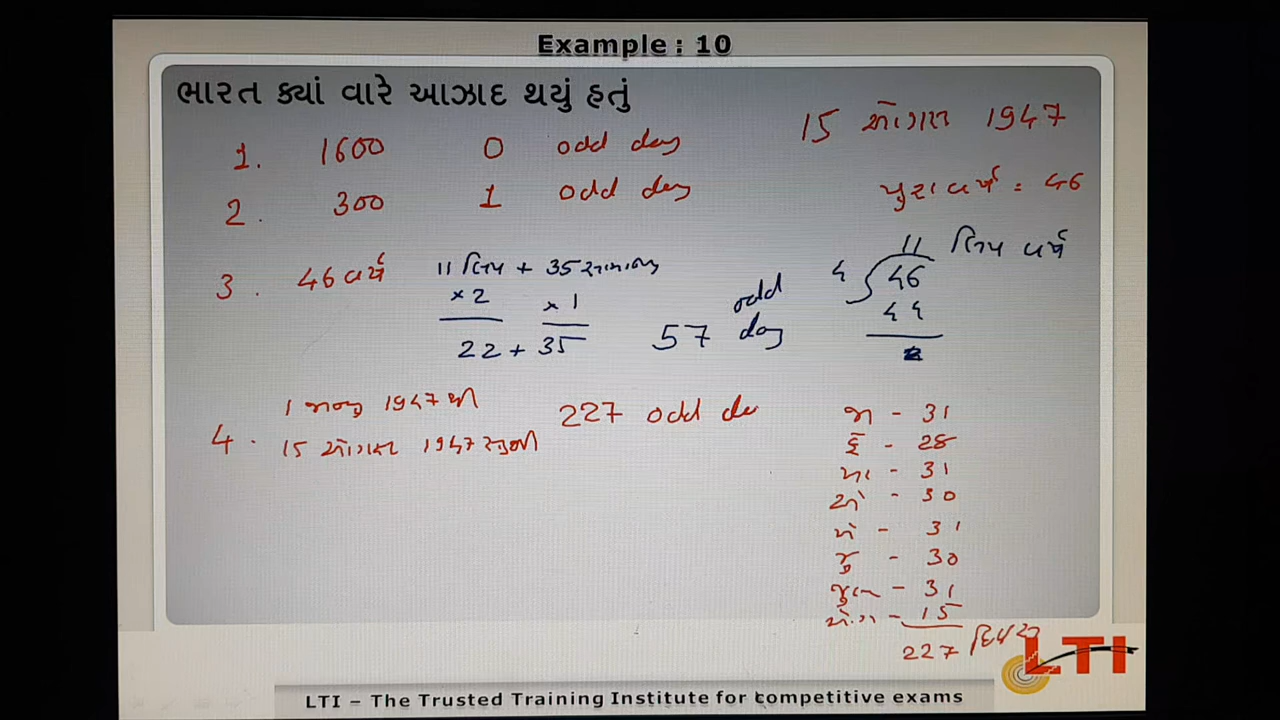 Example : 10
ભારત ક્યાં વારે આઝાદ થયું હતું
15 ઓગસ્ટ 1947
1. 1600 0 odd day
2. 300 1 odd day
પુરા વર્ષ = 46
3. 46 વર્ષ 11 લિપ + 35 સામાન્ય
× 2 × 1
22 + 35 57 odd day
11 લિપ વર્ષ
4 46
44
2
4. 1 જાન્યુ 1947 થી
15 ઓગસ્ટ 1947 સુધી
227 odd da
જા - 31
ફે - 28
મા - 31
એ - 30
મે - 31
જુ - 30
જુલા - 31
ઓગ - 15
227 દિવસ
LTI
LTI – The Trusted Training Institute for competitive exams